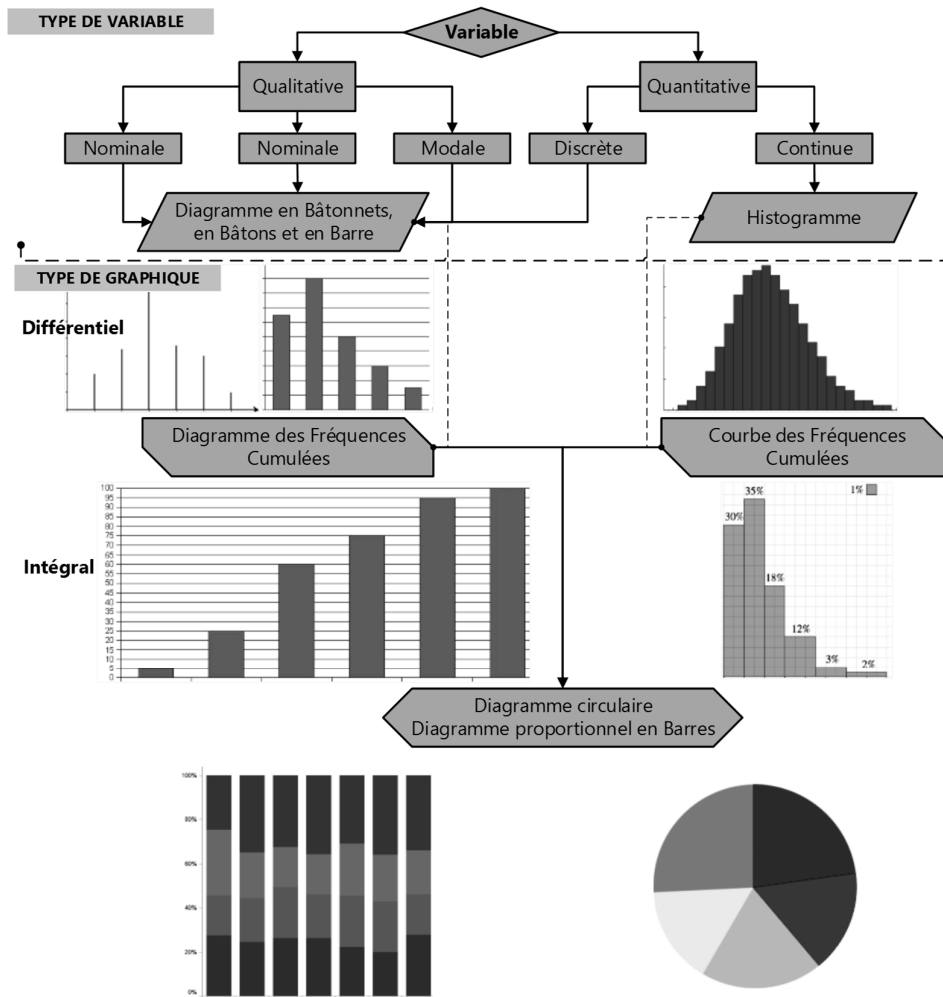 TYPE DE VARIABLE
Variable
Qualitative
Quantitative
Nominale
Nominale
Modale
Discrète
Continue
Diagramme en Bâtonnets,
en Bâtons et en Barre
Histogramme
TYPE DE GRAPHIQUE
Différentiel
Diagramme des Fréquences
Cumulées
Courbe des Fréquences
Cumulées
Intégral
100
95
90
85
80
75
70
65
60
55
50
45
40
35
30
25
20
15
10
5
0
1%
35%
30%
18%
12%
3%
2%
Diagramme circulaire
Diagramme proportionnel en Barres
100%
80%
60%
40%
20%
0%